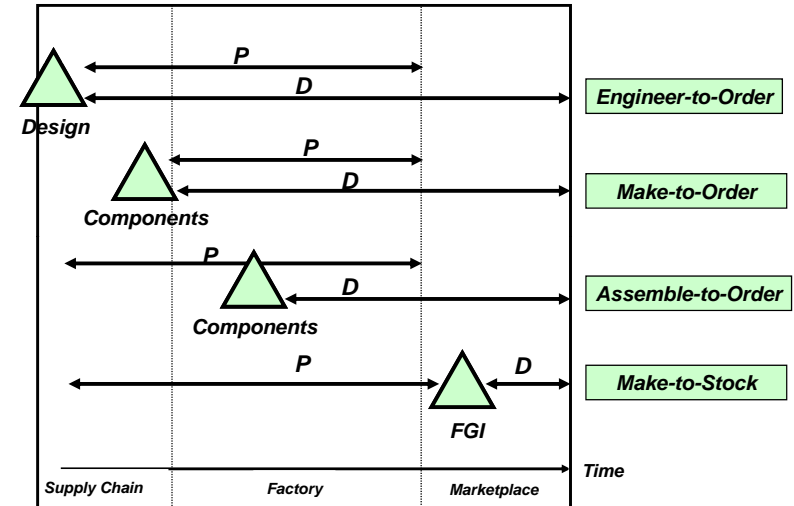 P
D
Engineer-to-Order
Design
P
D
Make-to-Order
Components
P
D
Assemble-to-Order
Components
P
D
Make-to-Stock
FGI
Time
Supply Chain
Factory
Marketplace